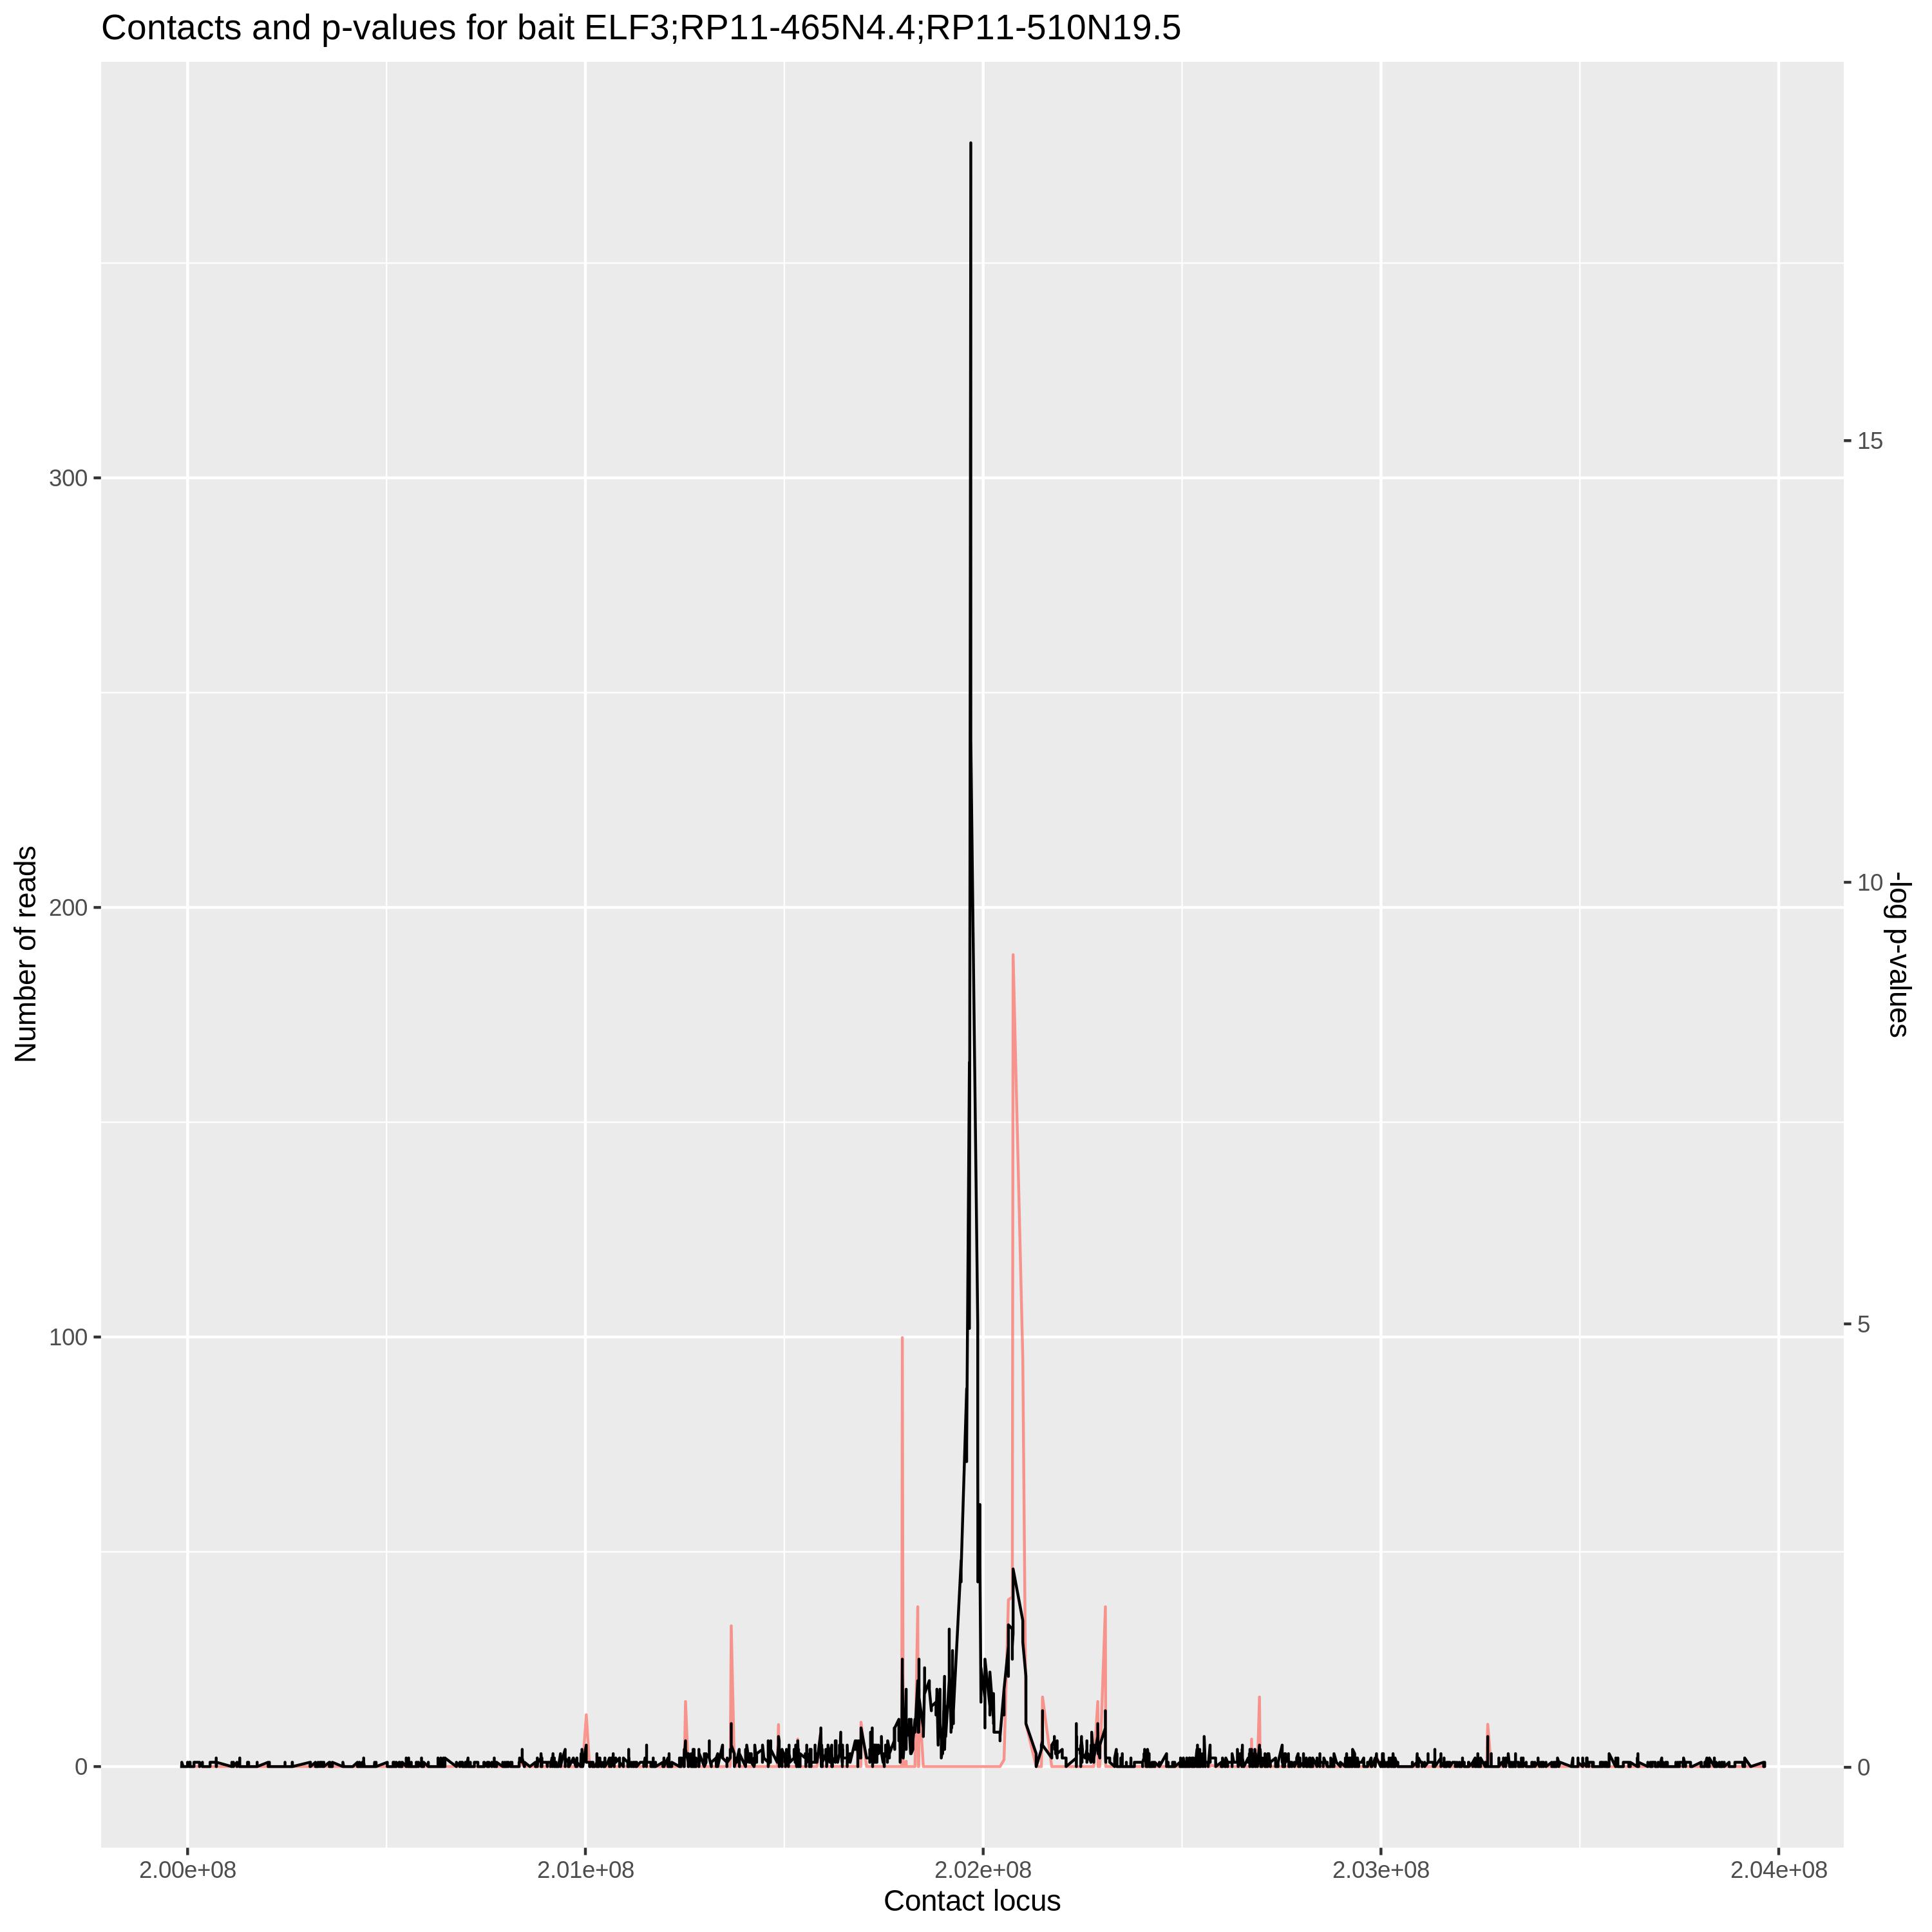 Contacts and p-values for bait ELF3;RP11-465N4.4;RP11-510N19.5
Number of reads
300
200
100
0
15
10
5
0
-log p-values
2.00e+08 2.01e+08 2.02e+08 2.03e+08 2.04e+08
Contact locus